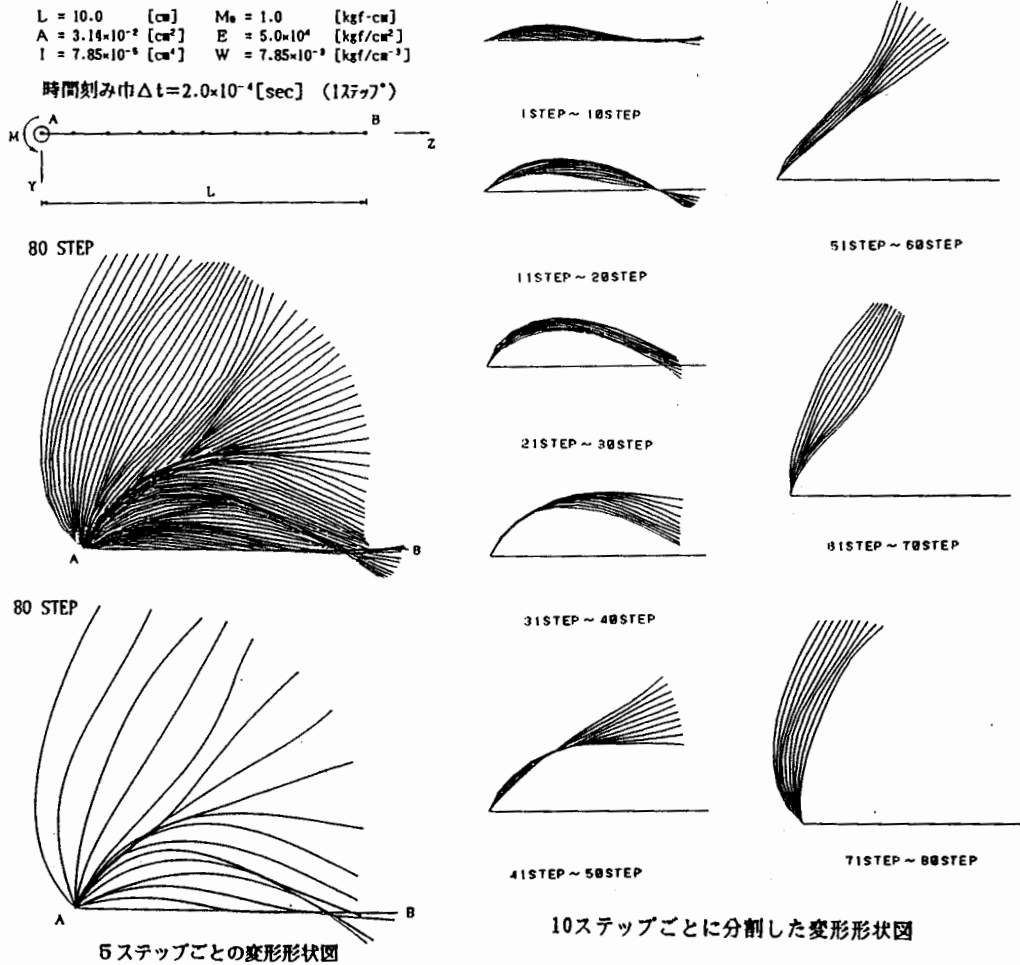 L = 10.0 [cm] M₀ = 1.0 [kgf-cm]
A = 3.14×10⁻² [cm²] E = 5.0×10⁴ [kgf/cm²]
I = 7.85×10⁻⁵ [cm⁴] W = 7.85×10⁻³ [kgf/cm⁻³]
時間刻み巾Δt=2.0×10⁻⁴[sec] (1ステップ)
A B
M Z
Y L
80 STEP
A B
80 STEP
A B
5ステップごとの変形形状図
1STEP~10STEP
11STEP~20STEP
21STEP~30STEP
31STEP~40STEP
41STEP~50STEP
51STEP~60STEP
61STEP~70STEP
71STEP~80STEP
10ステップごとに分割した変形形状図